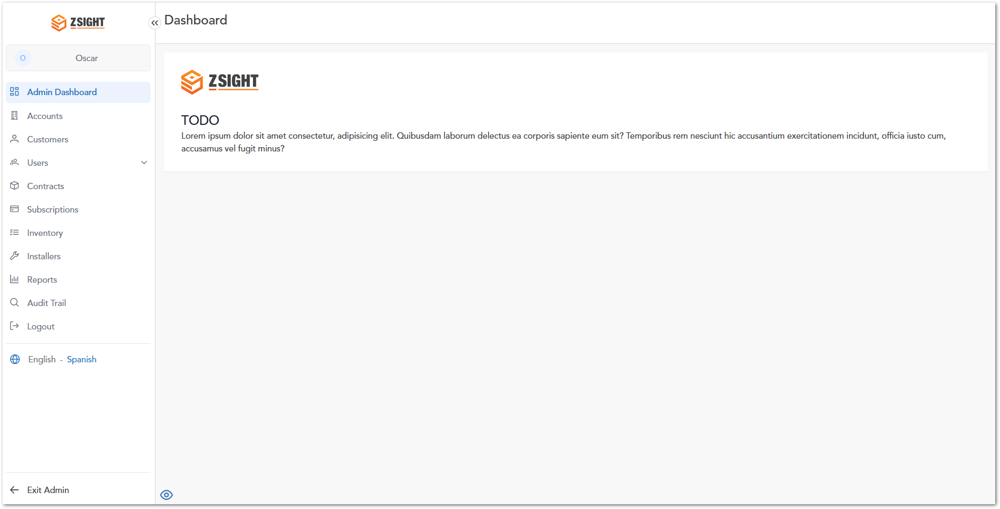 ZSIGHT
Dashboard
O
Oscar
Admin Dashboard
Accounts
Customers
Users
Contracts
Subscriptions
Inventory
Installers
Reports
Audit Trail
Logout
English - Spanish
Exit Admin
ZSIGHT
TODO
Lorem ipsum dolor sit amet consectetur, adipisicing elit. Quibusdam laborum delectus ea corporis sapiente eum sit? Temporibus rem nesciunt hic accusantium exercitationem incidunt, officia iusto cum,
accusamus vel fugit minus?